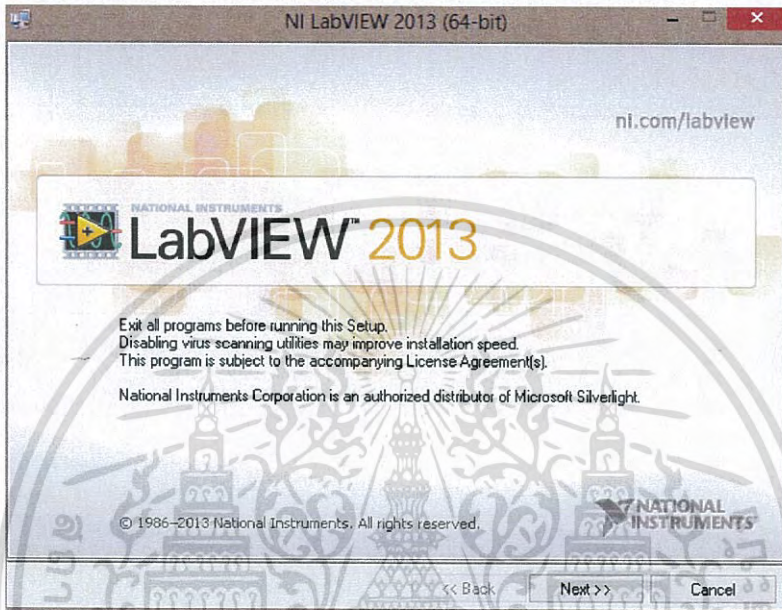 NI LabVIEW 2013 (64-bit)
ni.com/labview
NATIONAL INSTRUMENTS
LabVIEW™ 2013
Exit all programs before running this Setup.
Disabling virus scanning utilities may improve installation speed.
This program is subject to the accompanying License Agreement(s).
National Instruments Corporation is an authorized distributor of Microsoft Silverlight.
© 1986–2013 National Instruments. All rights reserved.
NATIONAL
INSTRUMENTS
<< Back
Next >>
Cancel